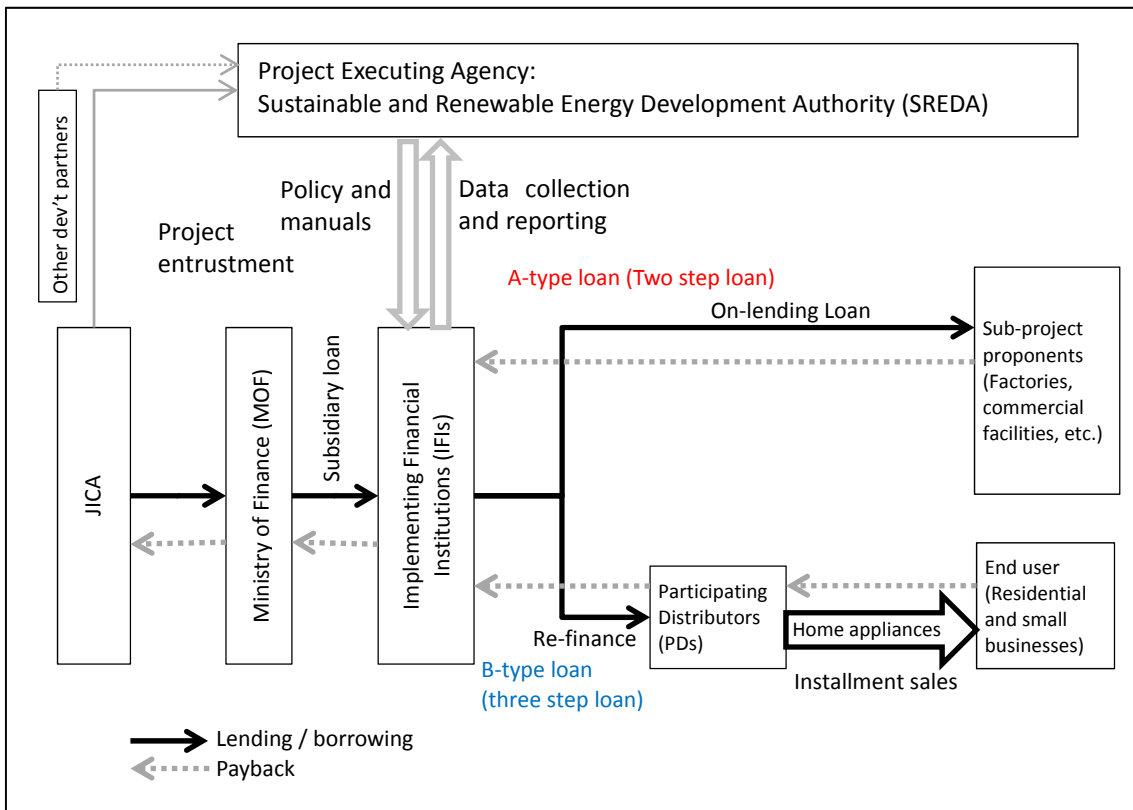 Project Executing Agency:
Sustainable and Renewable Energy Development Authority (SREDA)
Other dev't partners
Policy and
manuals
Data collection
and reporting
Project
entrustment
A-type loan (Two step loan)
On-lending Loan
Sub-project
proponents
(Factories,
commercial
facilities, etc.)
JICA
Ministry of Finance (MOF)
Subsidiary loan
Implementing Financial
Institutions (IFIs)
Participating
Distributors
(PDs)
Re-finance
Home appliances
Installment sales
End user
(Residential
and small
businesses)
B-type loan
(three step loan)
Lending / borrowing
Payback